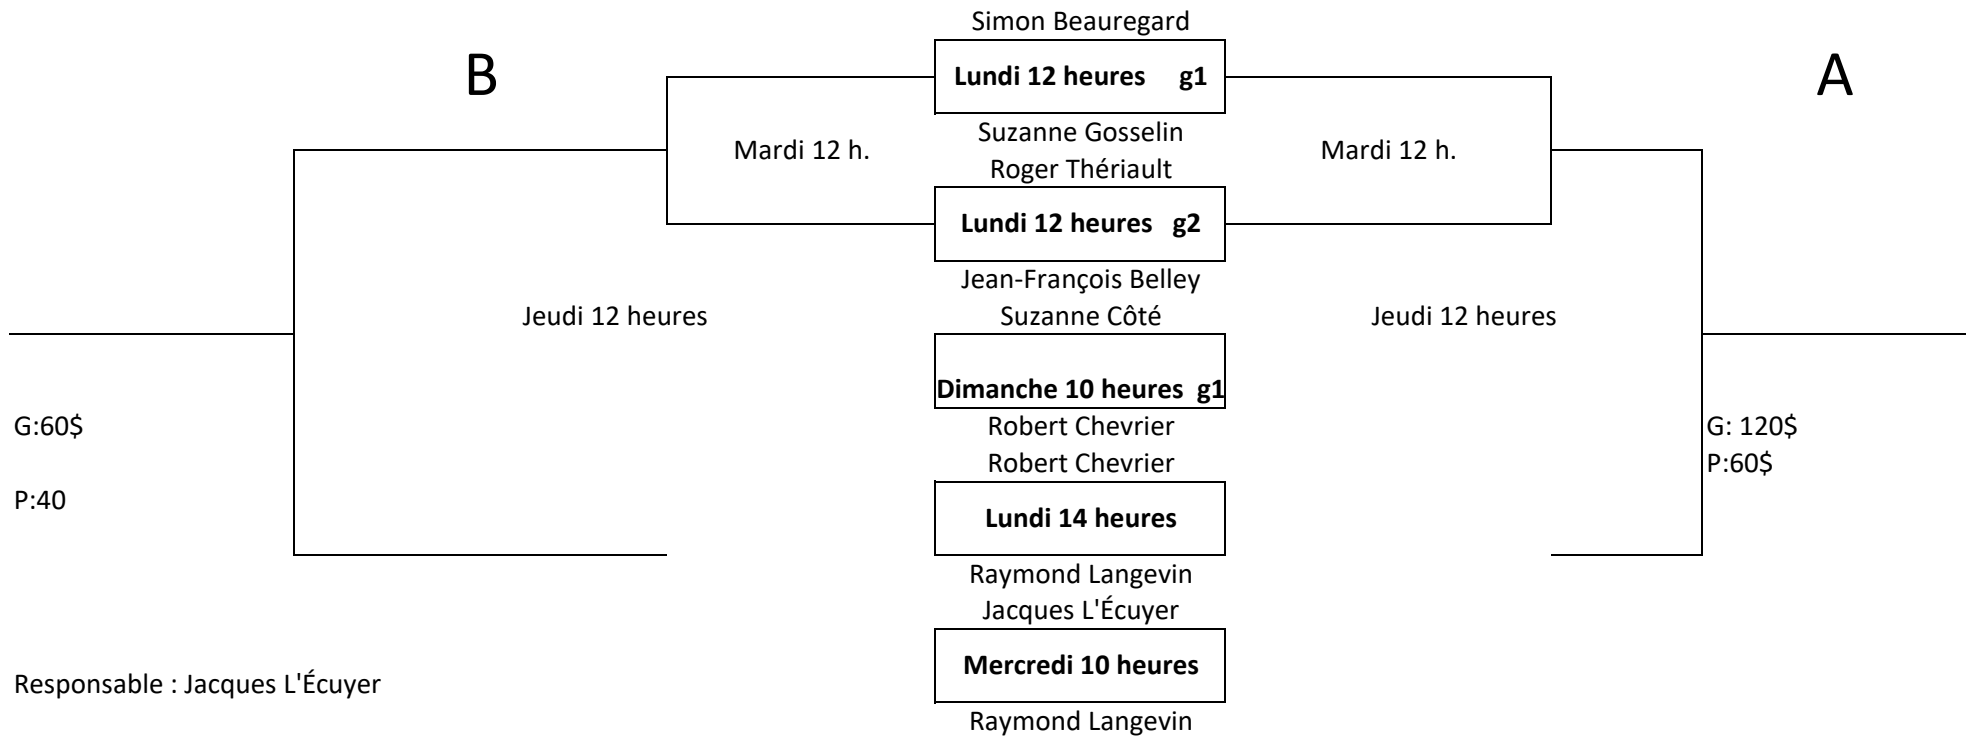 Simon Beauregard
B
Lundi 12 heures g1
A
Suzanne Gosselin
Mardi 12 h.
Mardi 12 h.
Roger Thériault
Lundi 12 heures g2
Jean-François Belley
Jeudi 12 heures
Suzanne Côté
Jeudi 12 heures
Dimanche 10 heures g1
G:60$
Robert Chevrier
G: 120$
Robert Chevrier
P:60$
P:40
Lundi 14 heures
Raymond Langevin
Jacques L'Écuyer
Mercredi 10 heures
Responsable : Jacques L'Écuyer
Raymond Langevin